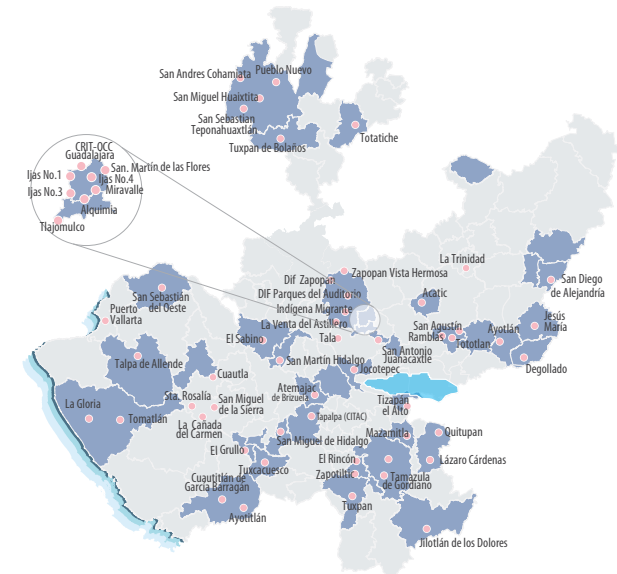 San Andres Cohamiata
Pueblo Nuevo
San Miguel Huaixtita
San Sebastian
Teponahuaxtlan
Tuxpan de Bolaños
Totatiche
CRIT-OCC
Guadalajara
San. Martín de las Flores
Ijas No.1
Ijas No.4
Ijas No.3
Miravalle
Alquimia
Tlajomulco
La Trinidad
Zapopan Vista Hermosa
Dif Zapopan
DIF Parques del Auditorio
Indígena Migrante
La Venta del Astillero
San Sebastián
del Oeste
Puerto
Vallarta
El Sabino
Tala
Acatic
San Diego
de Alejandría
San Agustín
Ramblas
Tototlan
Ayotlán
Jesús
María
San Antonio
Juanacaxtle
Degollado
Talpa de Allende
San Martín Hidalgo
Jocotepec
Cuautla
Atemajac
de Brizuela
Tizapán
el Alto
La Gloria
Sta. Rosalía
San Miguel
de la Sierra
Tomatlán
La Cañada
del Carmen
Tapalpa (CITAC)
San Miguel de Hidalgo
Mazamitla
Quitupan
El Grullo
El Rincón
Lázaro Cárdenas
Tuxcacuesco
Zapotiltic
Tamazula
de Gordiano
Cuautitlán de
García Barragán
Ayotitlán
Tuxpan
Jilotlán de los Dolores